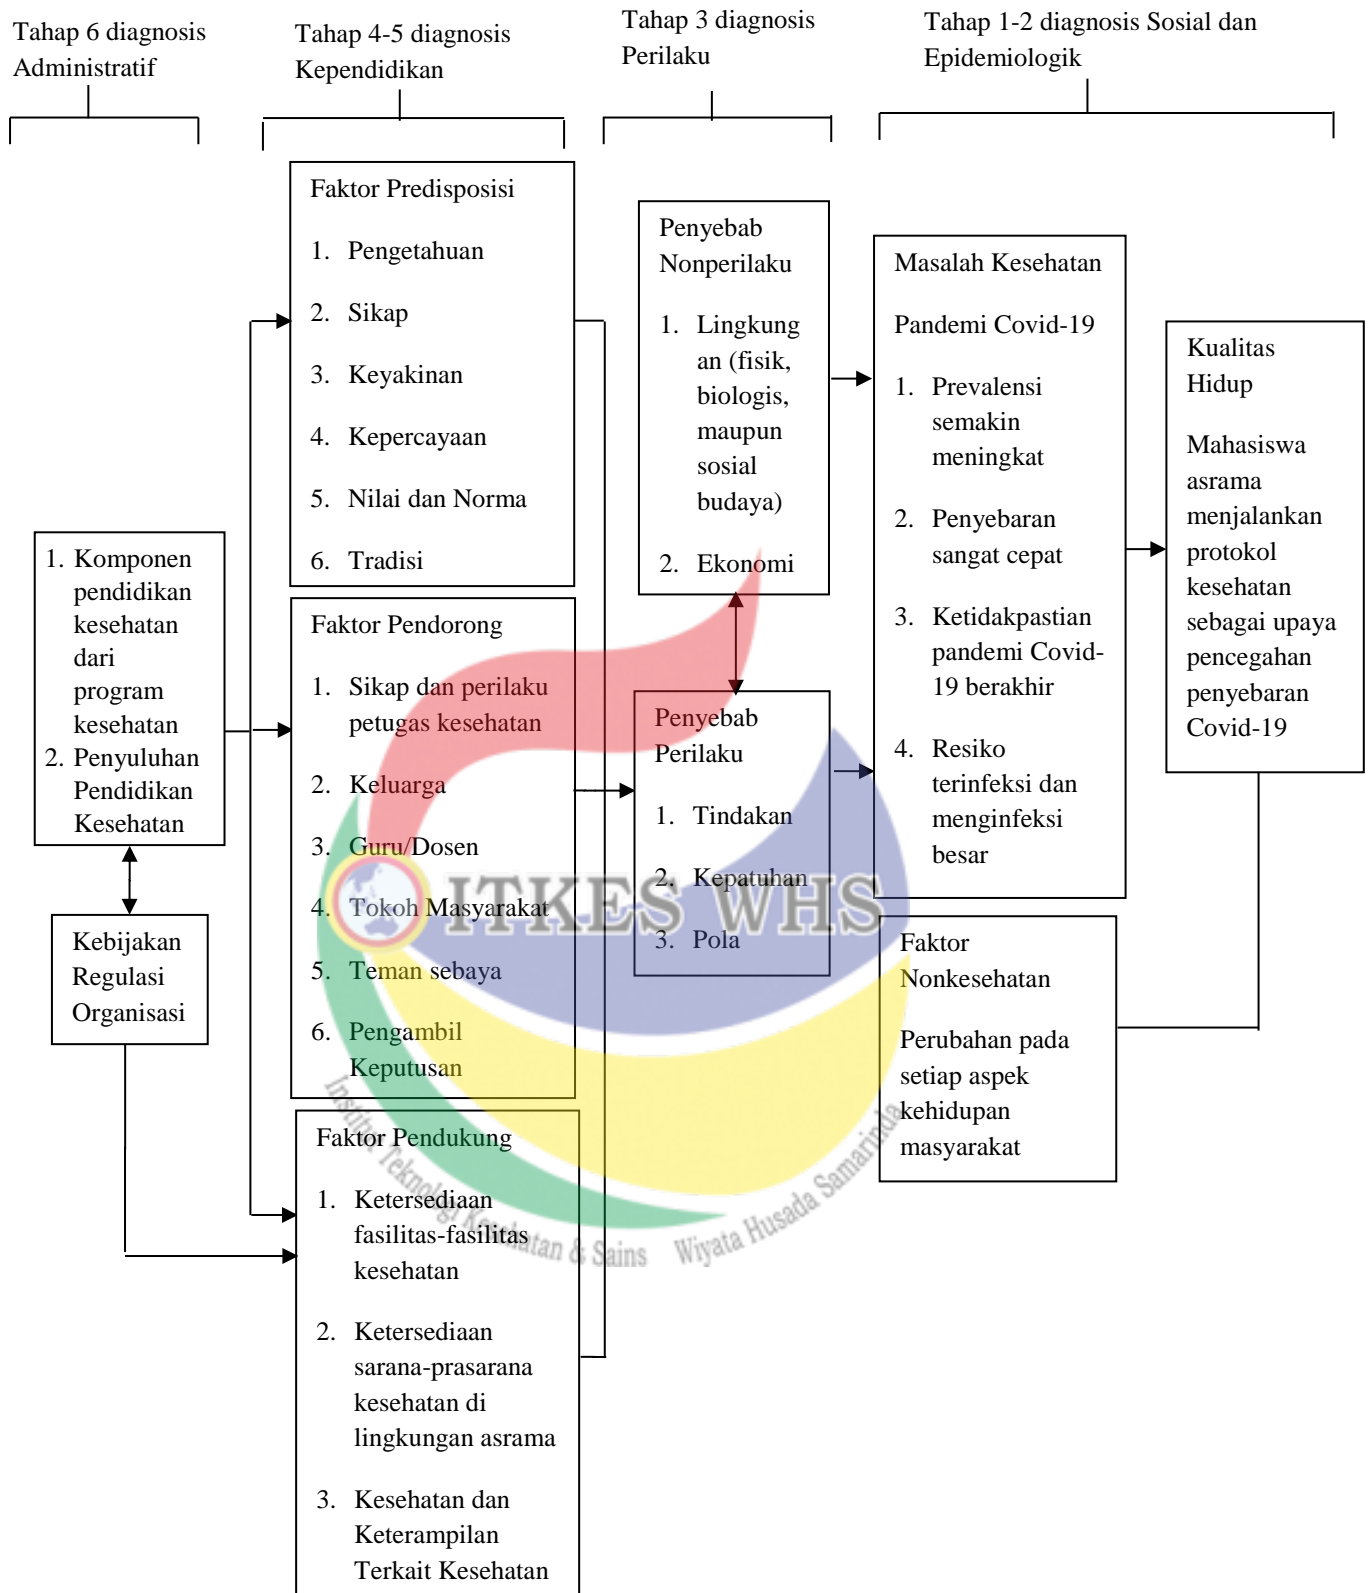 Tahap 6 diagnosis
Administratif
Tahap 4-5 diagnosis
Kependidikan
Tahap 3 diagnosis
Perilaku
Tahap 1-2 diagnosis Sosial dan
Epidemiologik
1. Komponen
pendidikan
kesehatan
dari
program
kesehatan
2. Penyuluhan
Pendidikan
Kesehatan
Kebijakan
Regulasi
Organisasi
Faktor Predisposisi
1. Pengetahuan
2. Sikap
3. Keyakinan
4. Kepercayaan
5. Nilai dan Norma
6. Tradisi
Faktor Pendorong
1. Sikap dan perilaku
petugas kesehatan
2. Keluarga
3. Guru/Dosen
4. Tokoh Masyarakat
5. Teman sebaya
6. Pengambil
Keputusan
Faktor Pendukung
1. Ketersediaan
fasilitas-fasilitas
kesehatan
2. Ketersediaan
sarana-prasarana
kesehatan di
lingkungan asrama
3. Kesehatan dan
Keterampilan
Terkait Kesehatan
Penyebab
Nonperilaku
1. Lingkung
an (fisik,
biologis,
maupun
sosial
budaya)
2. Ekonomi
Penyebab
Perilaku
1. Tindakan
2. Kepatuhan
3. Pola
Masalah Kesehatan
Pandemi Covid-19
1. Prevalensi
semakin
meningkat
2. Penyebaran
sangat cepat
3. Ketidakpastian
pandemi Covid-
19 berakhir
4. Resiko
terinfeksi dan
menginfeksi
besar
Faktor
Nonkesehatan
Perubahan pada
setiap aspek
kehidupan
masyarakat
Kualitas
Hidup
Mahasiswa
asrama
menjalankan
protokol
kesehatan
sebagai upaya
pencegahan
penyebaran
Covid-19
ITKES WHS
Institut Teknologi Kesehatan & Sains Wiyata Husada Samarinda